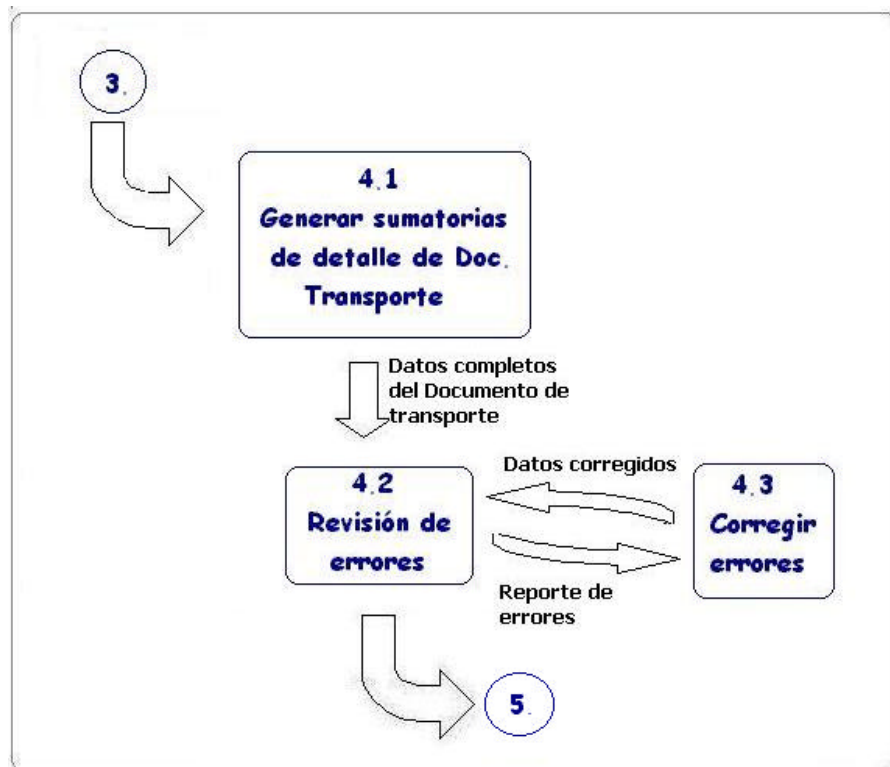 3.
4.1
Generar sumatorias
de detalle de Doc.
Transporte
Datos completos
del Documento de
transporte
4.2
Revisión de
errores
Datos corregidos
4.3
Corregir
errores
Reporte de
errores
5.